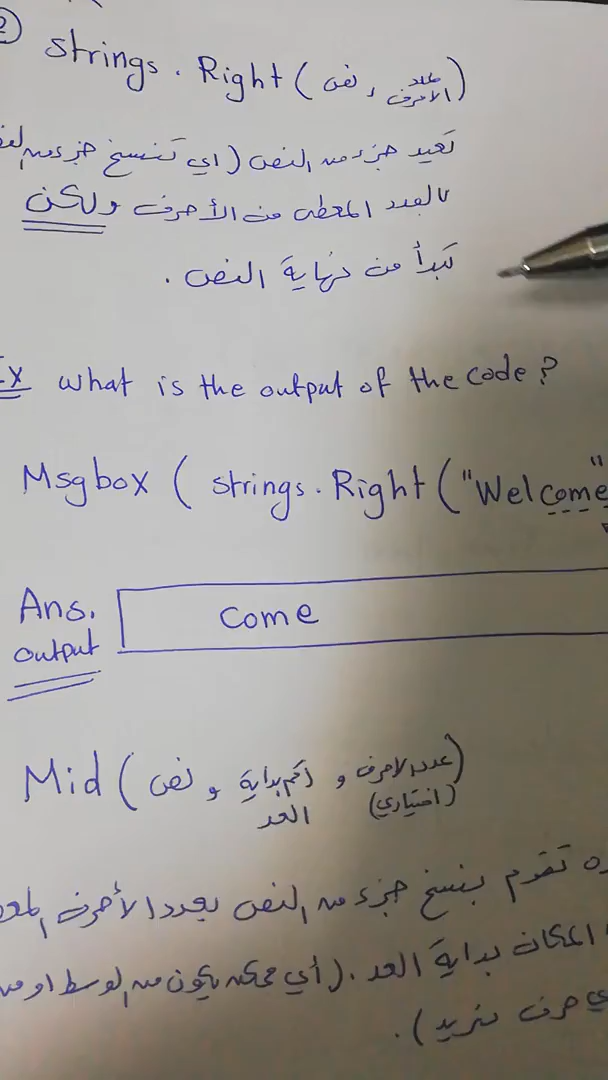 2
Strings . Right ( نص , عدد الأحرف )
تعيد جزء من النص ( اي تنسخ جزء من
بالعدد المعطى من الأحرف ولكن
تبدأ من نهاية النص .
Ex What is the output of the code ?
Msgbox ( strings . Right ( "Welcome"
Ans. Come
output
Mid ( نص , رقم بداية العد , عدد الاحرف (اختياري) )
تقوم بنسخ جزء من النص بعدد الأحرف
المكان بداية العد . ( أي ممكن يكون من الوسط او من
حرف نريد ) .